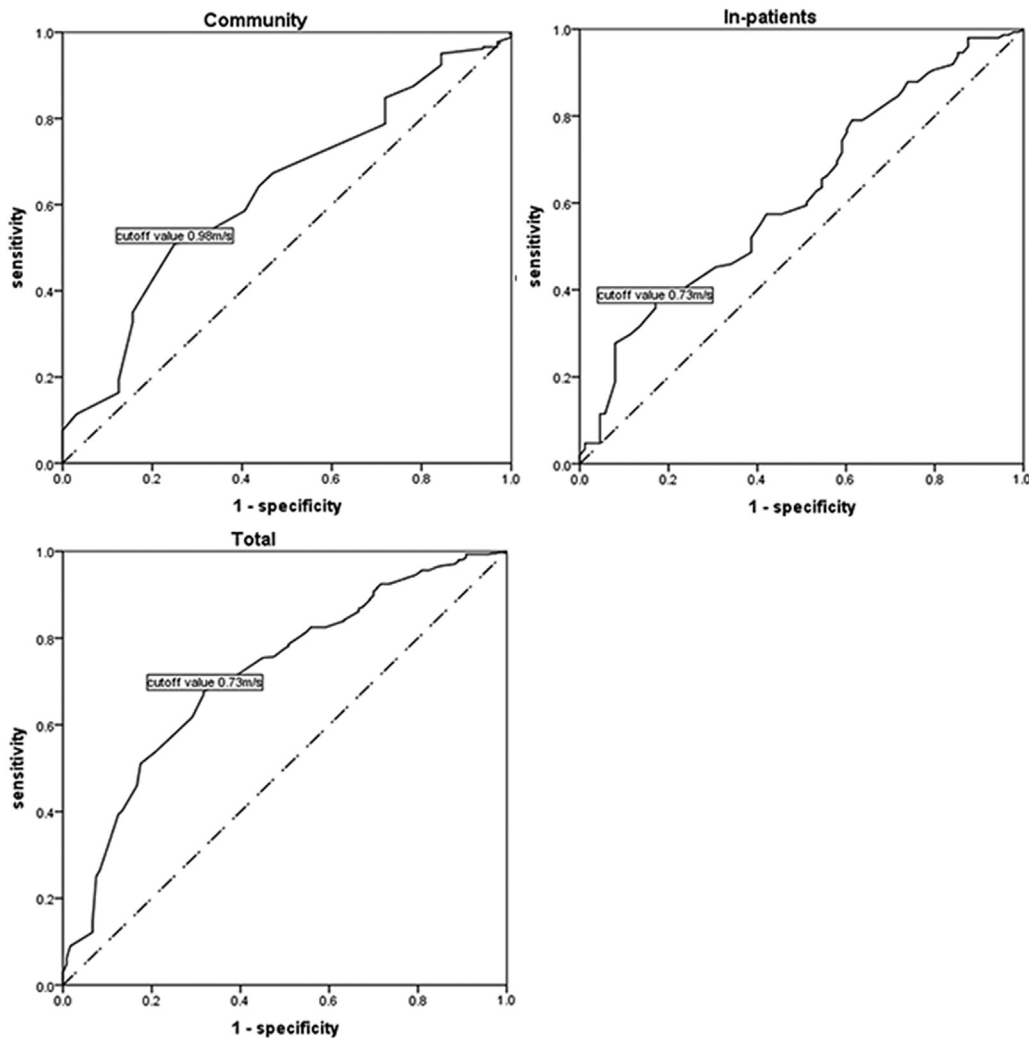 Community
1.0
0.8
0.6
0.4
0.2
0.0
sensitivity
cutoff value 0.98m/s
0.0 0.2 0.4 0.6 0.8 1.0
1 - specificity
In-patients
1.0
0.8
0.6
0.4
0.2
0.0
sensitivity
cutoff value 0.73m/s
0.0 0.2 0.4 0.6 0.8 1.0
1 - specificity
Total
1.0
0.8
0.6
0.4
0.2
0.0
sensitivity
cutoff value 0.73m/s
0.0 0.2 0.4 0.6 0.8 1.0
1 - specificity